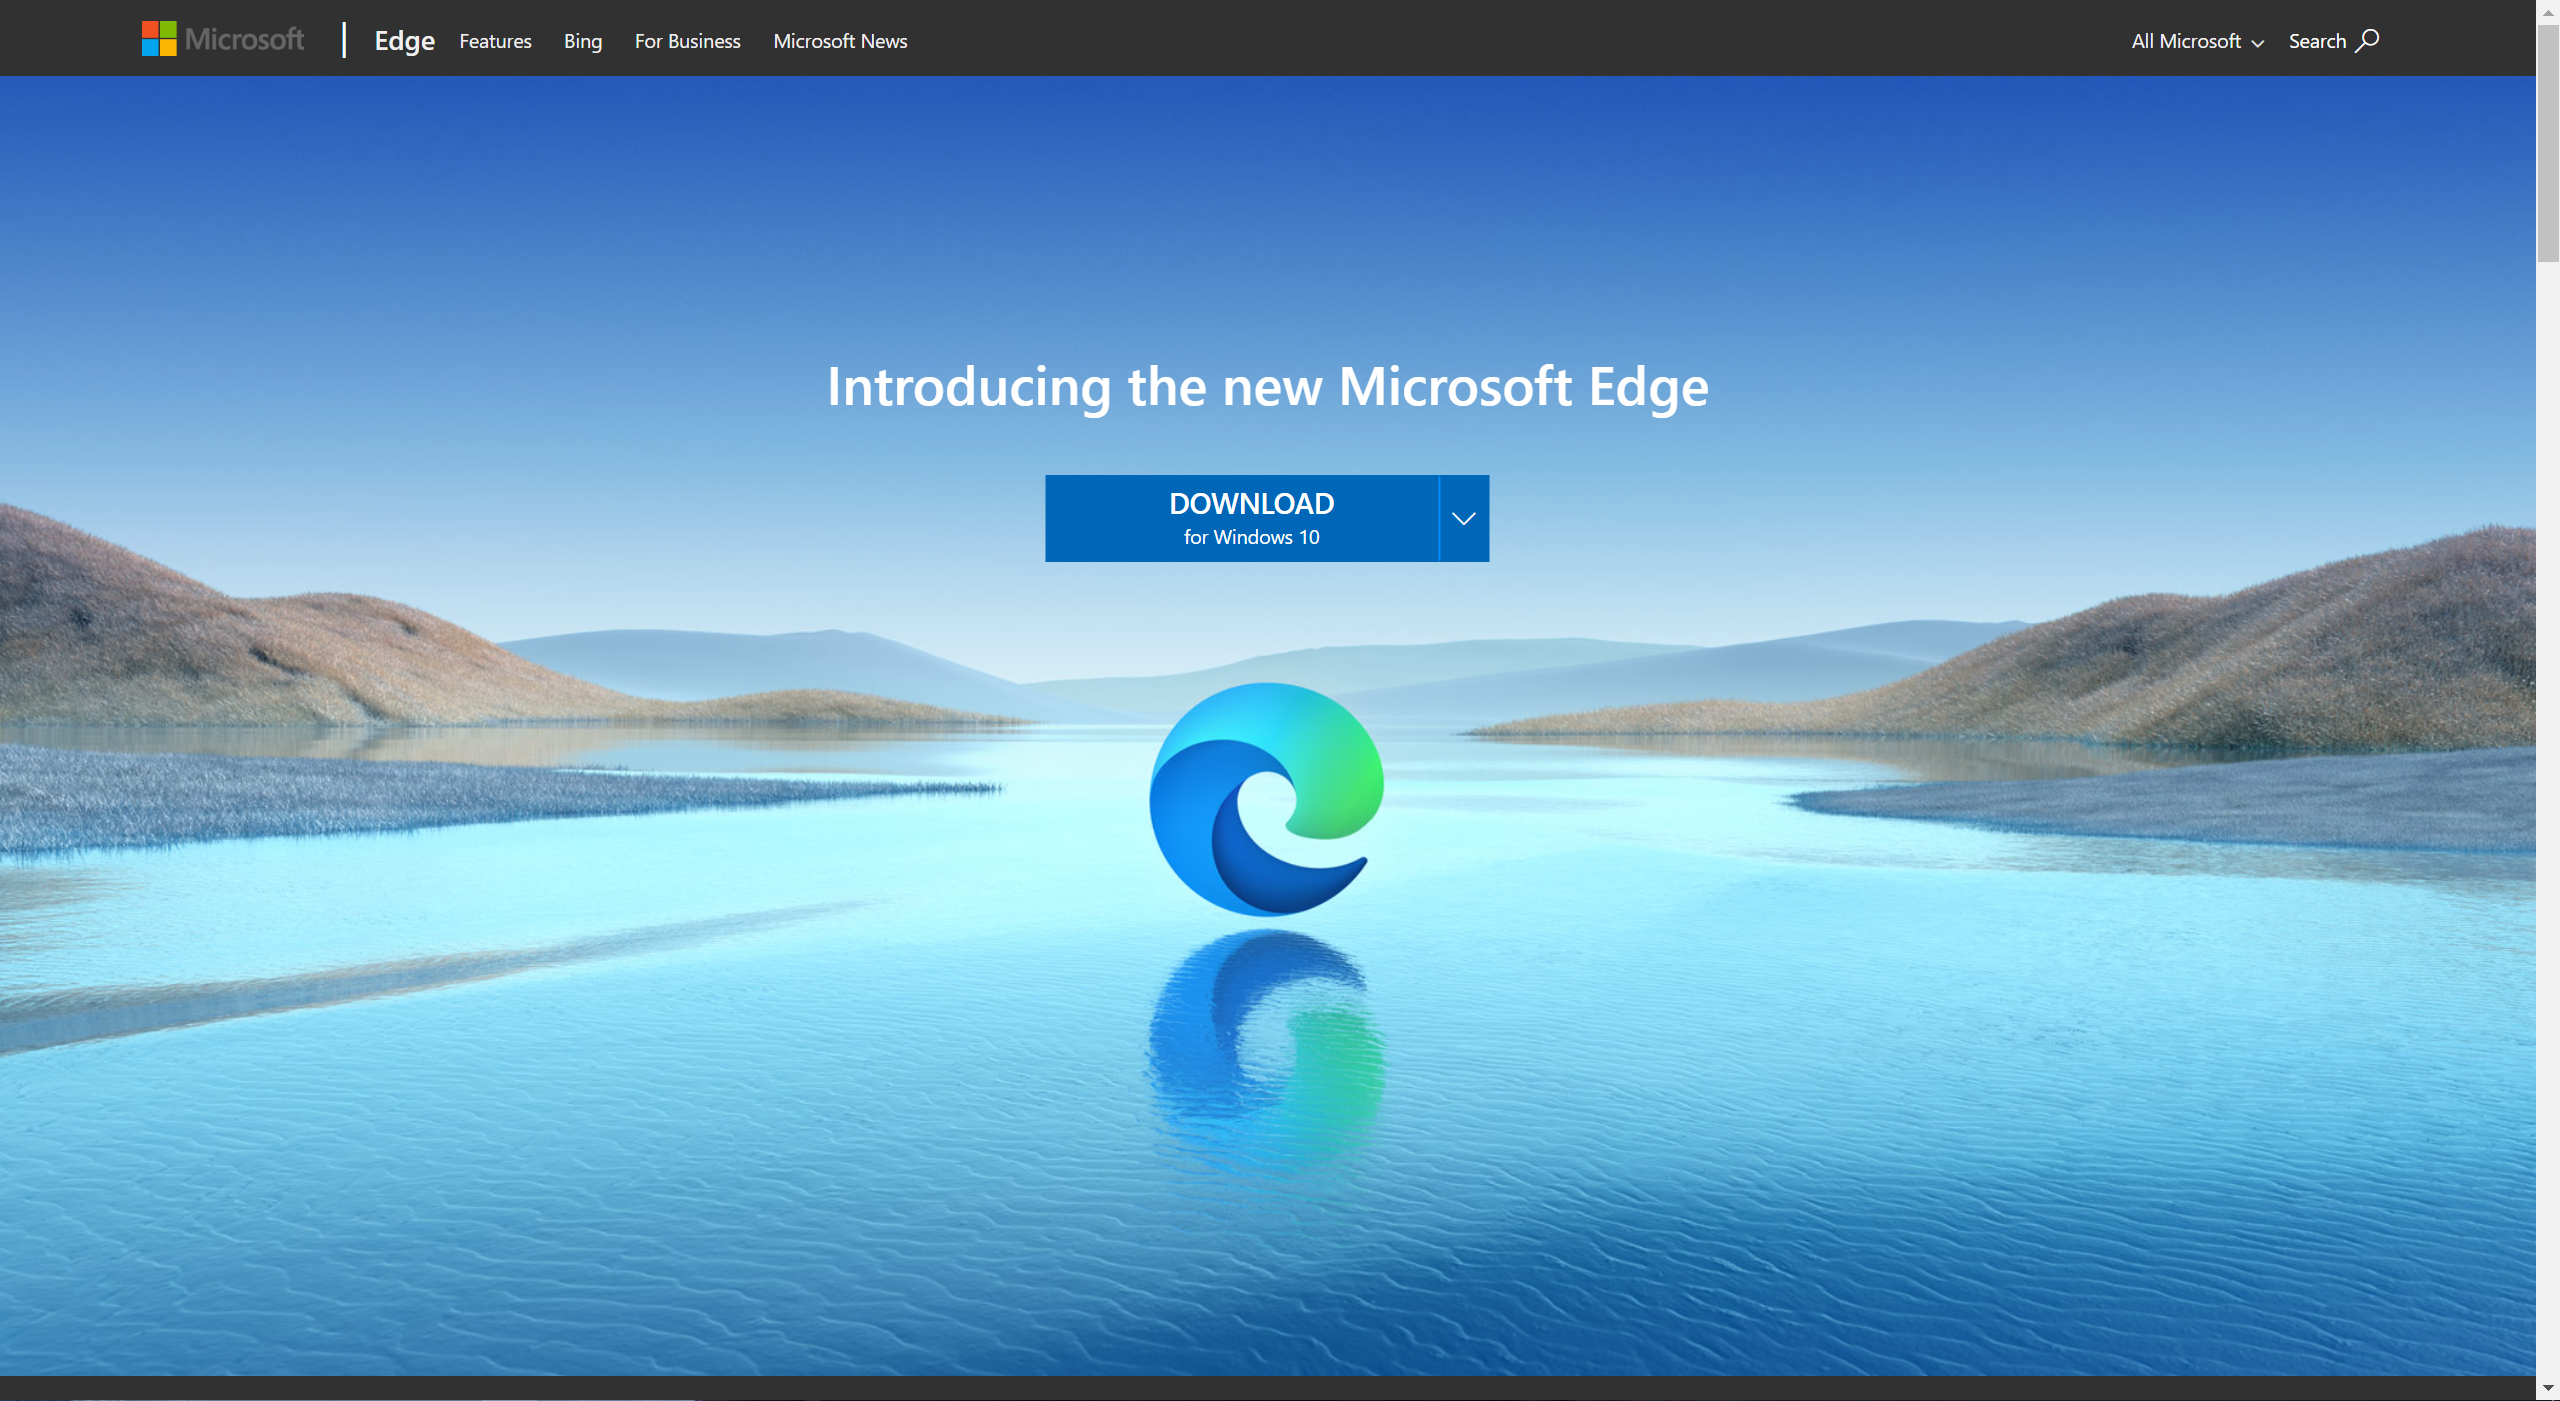 Microsoft Edge Features Bing For Business Microsoft News All Microsoft Search
Introducing the new Microsoft Edge
DOWNLOAD
for Windows 10